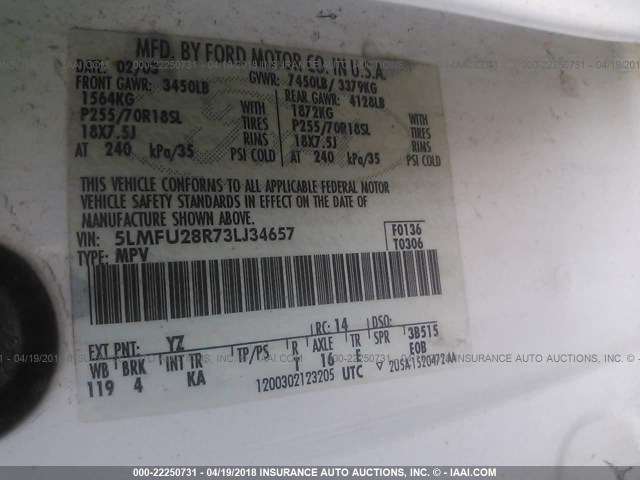 MFD. BY FORD MOTOR CO. IN U.S.A.
DATE: 02/03 GVWR: 7450LB/ 3379KG
FRONT GAWR: 3450LB REAR GAWR: 4128LB
1564KG WITH 1872KG WITH
P255/70R18SL TIRES P255/70R18SL TIRES
18X7.5J RIMS 18X7.5J RIMS
AT 240 kPa/35 PSI COLD AT 240 kPa/35 PSI COLD
THIS VEHICLE CONFORMS TO ALL APPLICABLE FEDERAL MOTOR
VEHICLE SAFETY STANDARDS IN EFFECT ON THE DATE OF
MANUFACTURE SHOWN ABOVE.
VIN: 5LMFU28R73LJ34657 F0136
TYPE: MPV T0306
EXT PNT: YZ RC: 14 DSO:
WB BRK INT TR TP/PS R AXLE TR SPR 3B515
119 4 KA T 16 E E0B
1200302123205 UTC ▽ 2U5A1520472AA
000-22250731 - 04/19/2018 INSURANCE AUTO AUCTIONS, INC. - © IAAI.COM